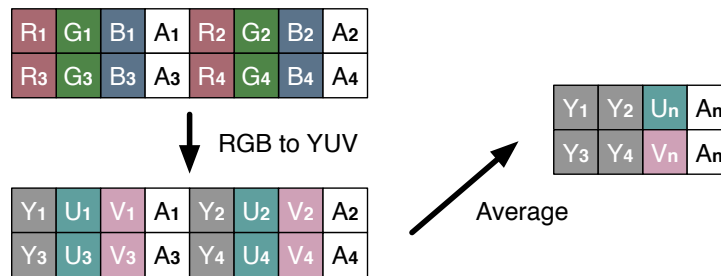 R1 G1 B1 A1 R2 G2 B2 A2
R3 G3 B3 A3 R4 G4 B4 A4
RGB to YUV
Y1 U1 V1 A1 Y2 U2 V2 A2
Y3 U3 V3 A3 Y4 U4 V4 A4
Average
Y1 Y2 Un An
Y3 Y4 Vn An